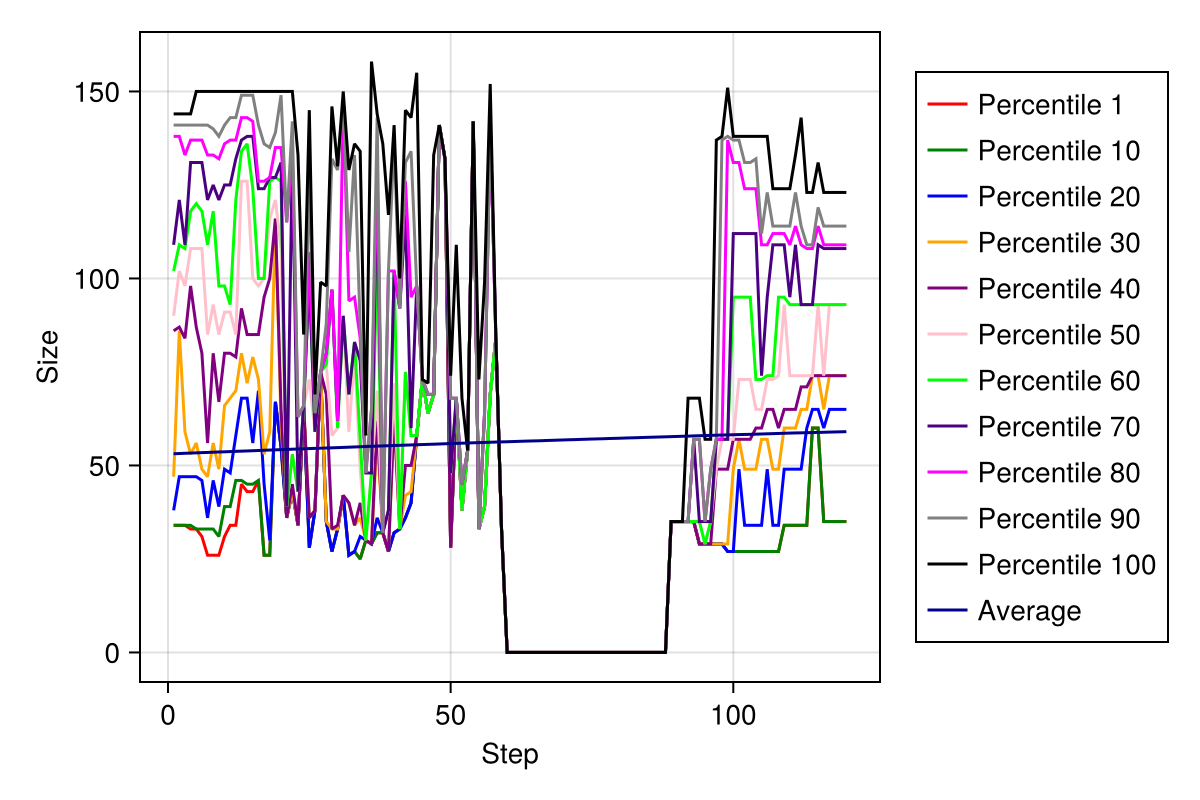 150
100
50
0
Size
0
50
100
Step
Percentile 1
Percentile 10
Percentile 20
Percentile 30
Percentile 40
Percentile 50
Percentile 60
Percentile 70
Percentile 80
Percentile 90
Percentile 100
Average